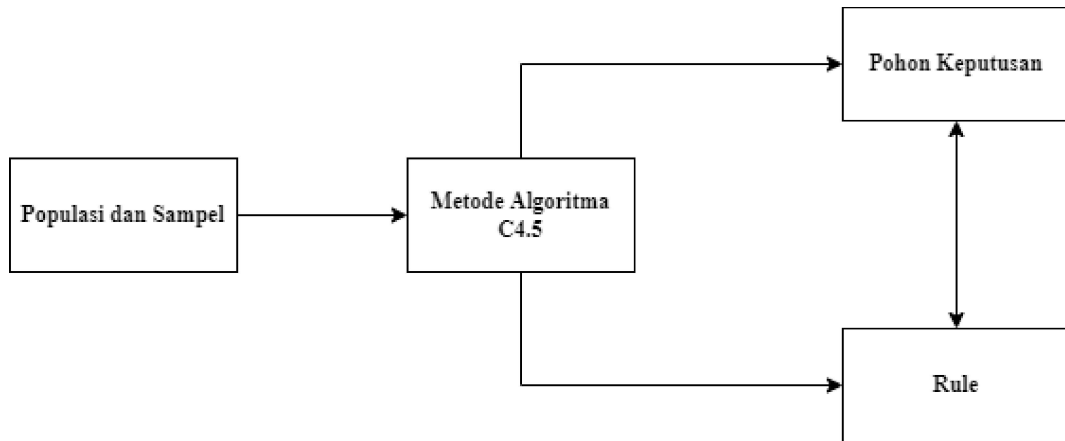 Pohon Keputusan
Populasi dan Sampel
Metode Algoritma
C4.5
Rule